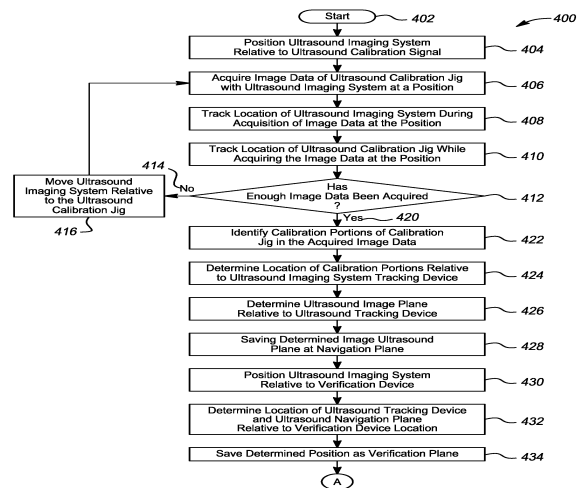 Start
402
400
Position Ultrasound Imaging System
Relative to Ultrasound Calibration Signal
404
Acquire Image Data of Ultrasound Calibration Jig
with Ultrasound Imaging System at a Position
406
Track Location of Ultrasound Imaging System During
Acquisition of Image Data at the Position
408
Track Location of Ultrasound Calibration Jig While
Acquiring the Image Data at the Position
410
414
No
Move Ultrasound
Imaging System Relative
to the Ultrasound
Calibration Jig
416
Has
Enough Image Data Been Acquired
?
412
Yes
420
Identify Calibration Portions of Calibration
Jig in the Acquired Image Data
422
Determine Location of Calibration Portions Relative
to Ultrasound Imaging System Tracking Device
424
Determine Ultrasound Image Plane
Relative to Ultrasound Tracking Device
426
Saving Determined Image Ultrasound
Plane at Navigation Plane
428
Position Ultrasound Imaging System
Relative to Verification Device
430
Determine Location of Ultrasound Tracking Device
and Ultrasound Navigation Plane
Relative to Verification Device Location
432
Save Determined Position as Verification Plane
434
A